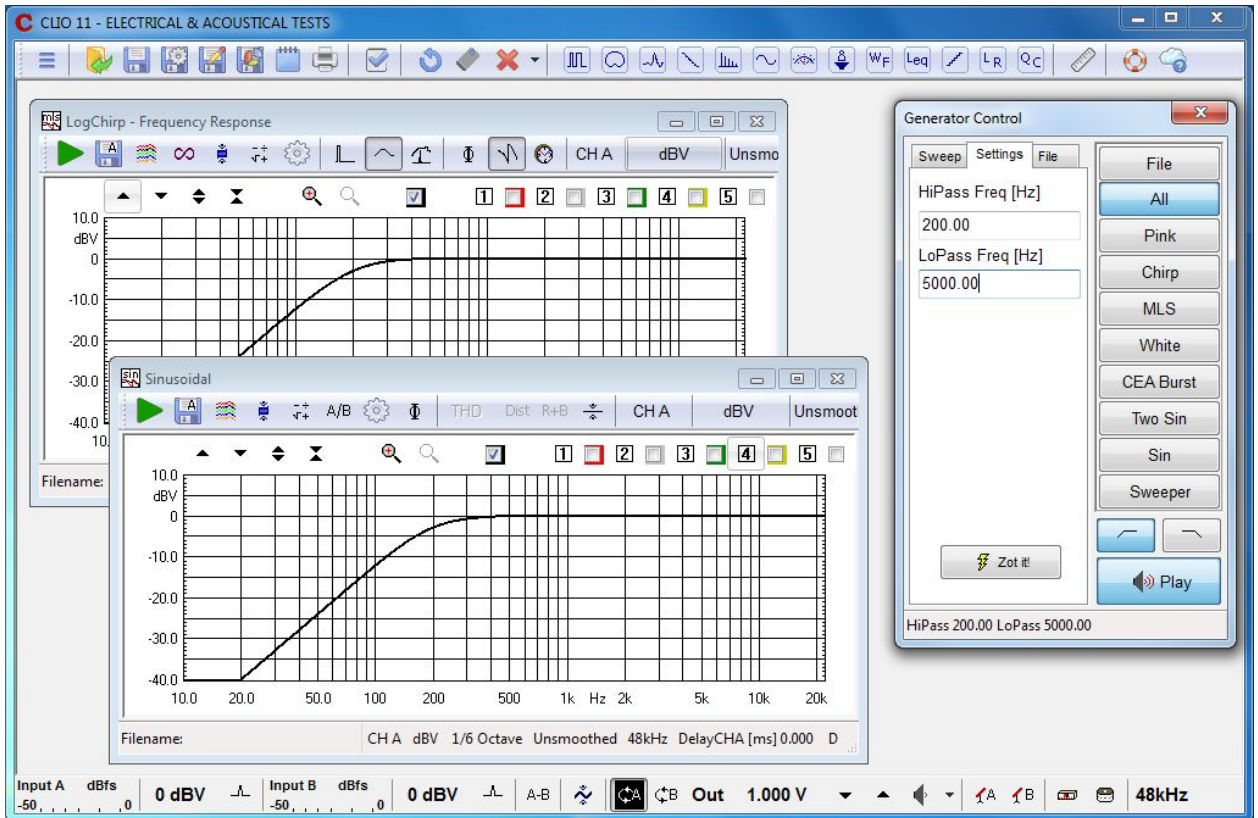 CLIO 11 - ELECTRICAL & ACOUSTICAL TESTS
WF Leq LR QC
LogChirp - Frequency Response
A CH A dBV Unsmo
1 2 3 4 5
10.0
dBV
0
-10.0
-20.0
-30.0
-40.0
10.
Filename:
Sinusoidal
A A/B THD Dist R+B CH A dBV Unsmoot
1 2 3 4 5
10.0
dBV
0
-10.0
-20.0
-30.0
-40.0
10.0 20.0 50.0 100 200 500 1k Hz 2k 5k 10k 20k
Filename: CH A dBV 1/6 Octave Unsmoothed 48kHz DelayCHA [ms] 0.000 D
Generator Control
Sweep Settings File
HiPass Freq [Hz]
200.00
LoPass Freq [Hz]
5000.00
Zot it!
File
All
Pink
Chirp
MLS
White
CEA Burst
Two Sin
Sin
Sweeper
Play
HiPass 200.00 LoPass 5000.00
Input A dBfs
-50 0
0 dBV
Input B dBfs
-50 0
0 dBV A-B A B Out 1.000 V A B 48kHz